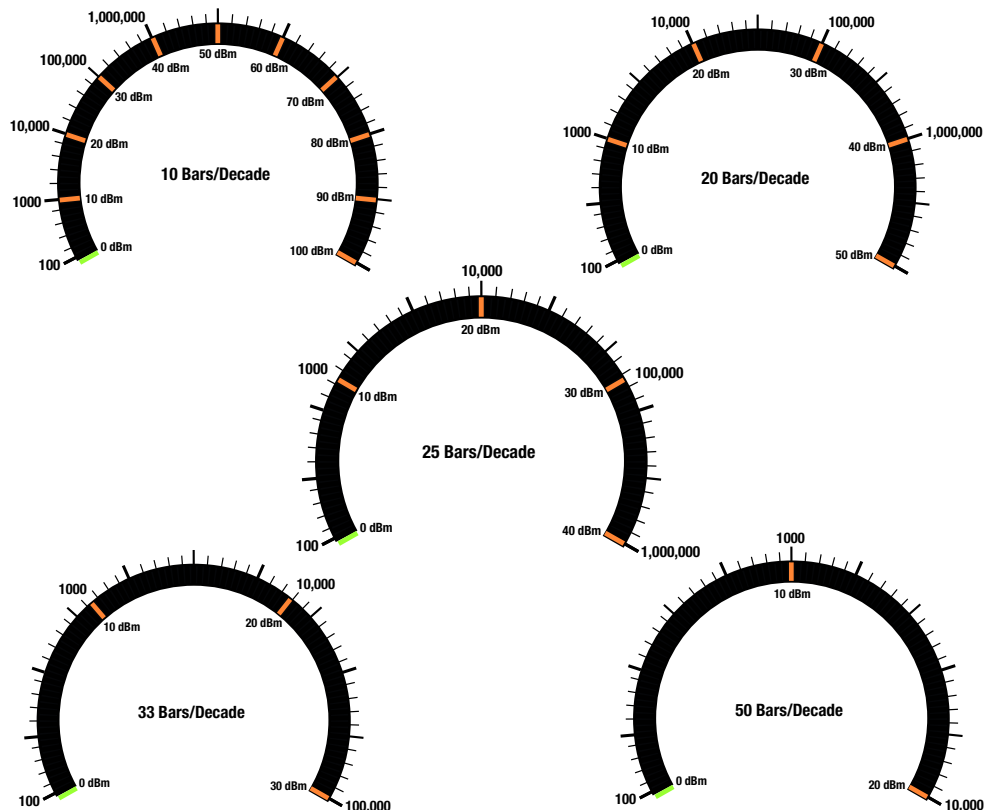 1,000,000
100,000
10,000
1000
100
0 dBm
10 dBm
20 dBm
30 dBm
40 dBm
50 dBm
60 dBm
70 dBm
80 dBm
90 dBm
100 dBm
10 Bars/Decade
10,000
100,000
1000
1,000,000
100
0 dBm
10 dBm
20 dBm
30 dBm
40 dBm
50 dBm
20 Bars/Decade
10,000
1000
100,000
100
1,000,000
0 dBm
10 dBm
20 dBm
30 dBm
40 dBm
25 Bars/Decade
1000
10,000
100
100,000
0 dBm
10 dBm
20 dBm
30 dBm
33 Bars/Decade
1000
100
10,000
0 dBm
10 dBm
20 dBm
50 Bars/Decade